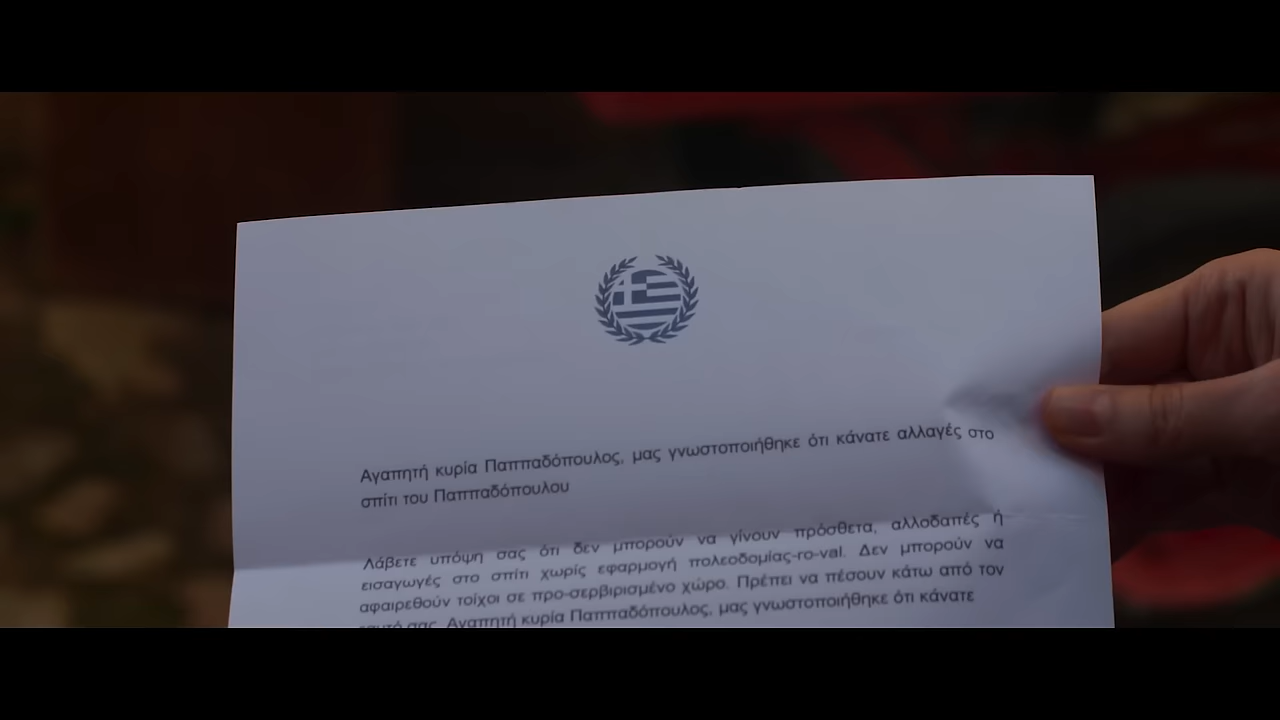 Αγαπητή κυρία Παππαδόπουλος, μας γνωστοποιήθηκε ότι κάνατε αλλαγές στο
σπίτι του Παππαδόπουλου
Λάβετε υπόψη σας ότι δεν μπορούν να γίνουν πρόσθετα, αλλοδαπές ή
εισαγωγές στο σπίτι χωρίς εφαρμογή πολεοδομίας-ro-val. Δεν μπορούν να
αφαιρεθούν τοίχοι σε προ-σερβιρισμένο χώρο. Πρέπει να πέσουν κάτω από τον
σας. Αγαπητή κυρία Παππαδόπουλος, μας γνωστοποιήθηκε ότι κάνατε